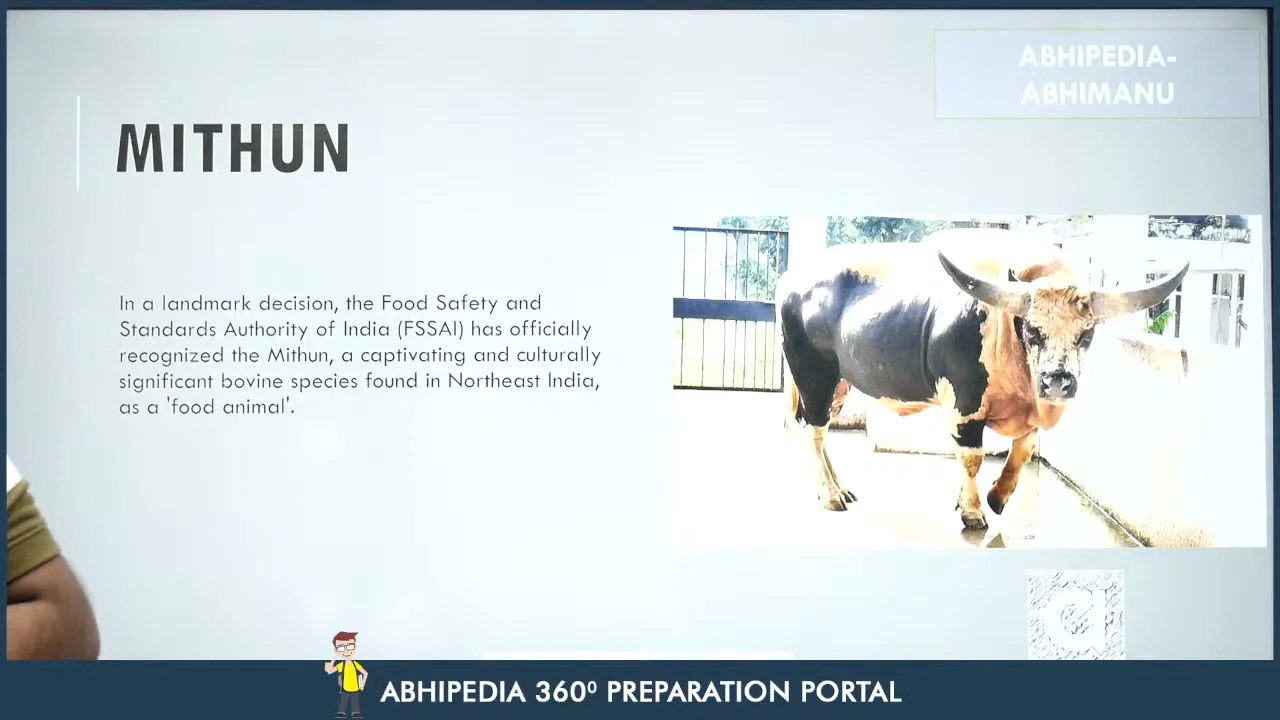 ABHIPEDIA-
ABHIMANU
MITHUN
In a landmark decision, the Food Safety and
Standards Authority of India (FSSAI) has officially
recognized the Mithun, a captivating and culturally
significant bovine species found in Northeast India,
as a 'food animal'.
ABHIPEDIA 360⁰ PREPARATION PORTAL